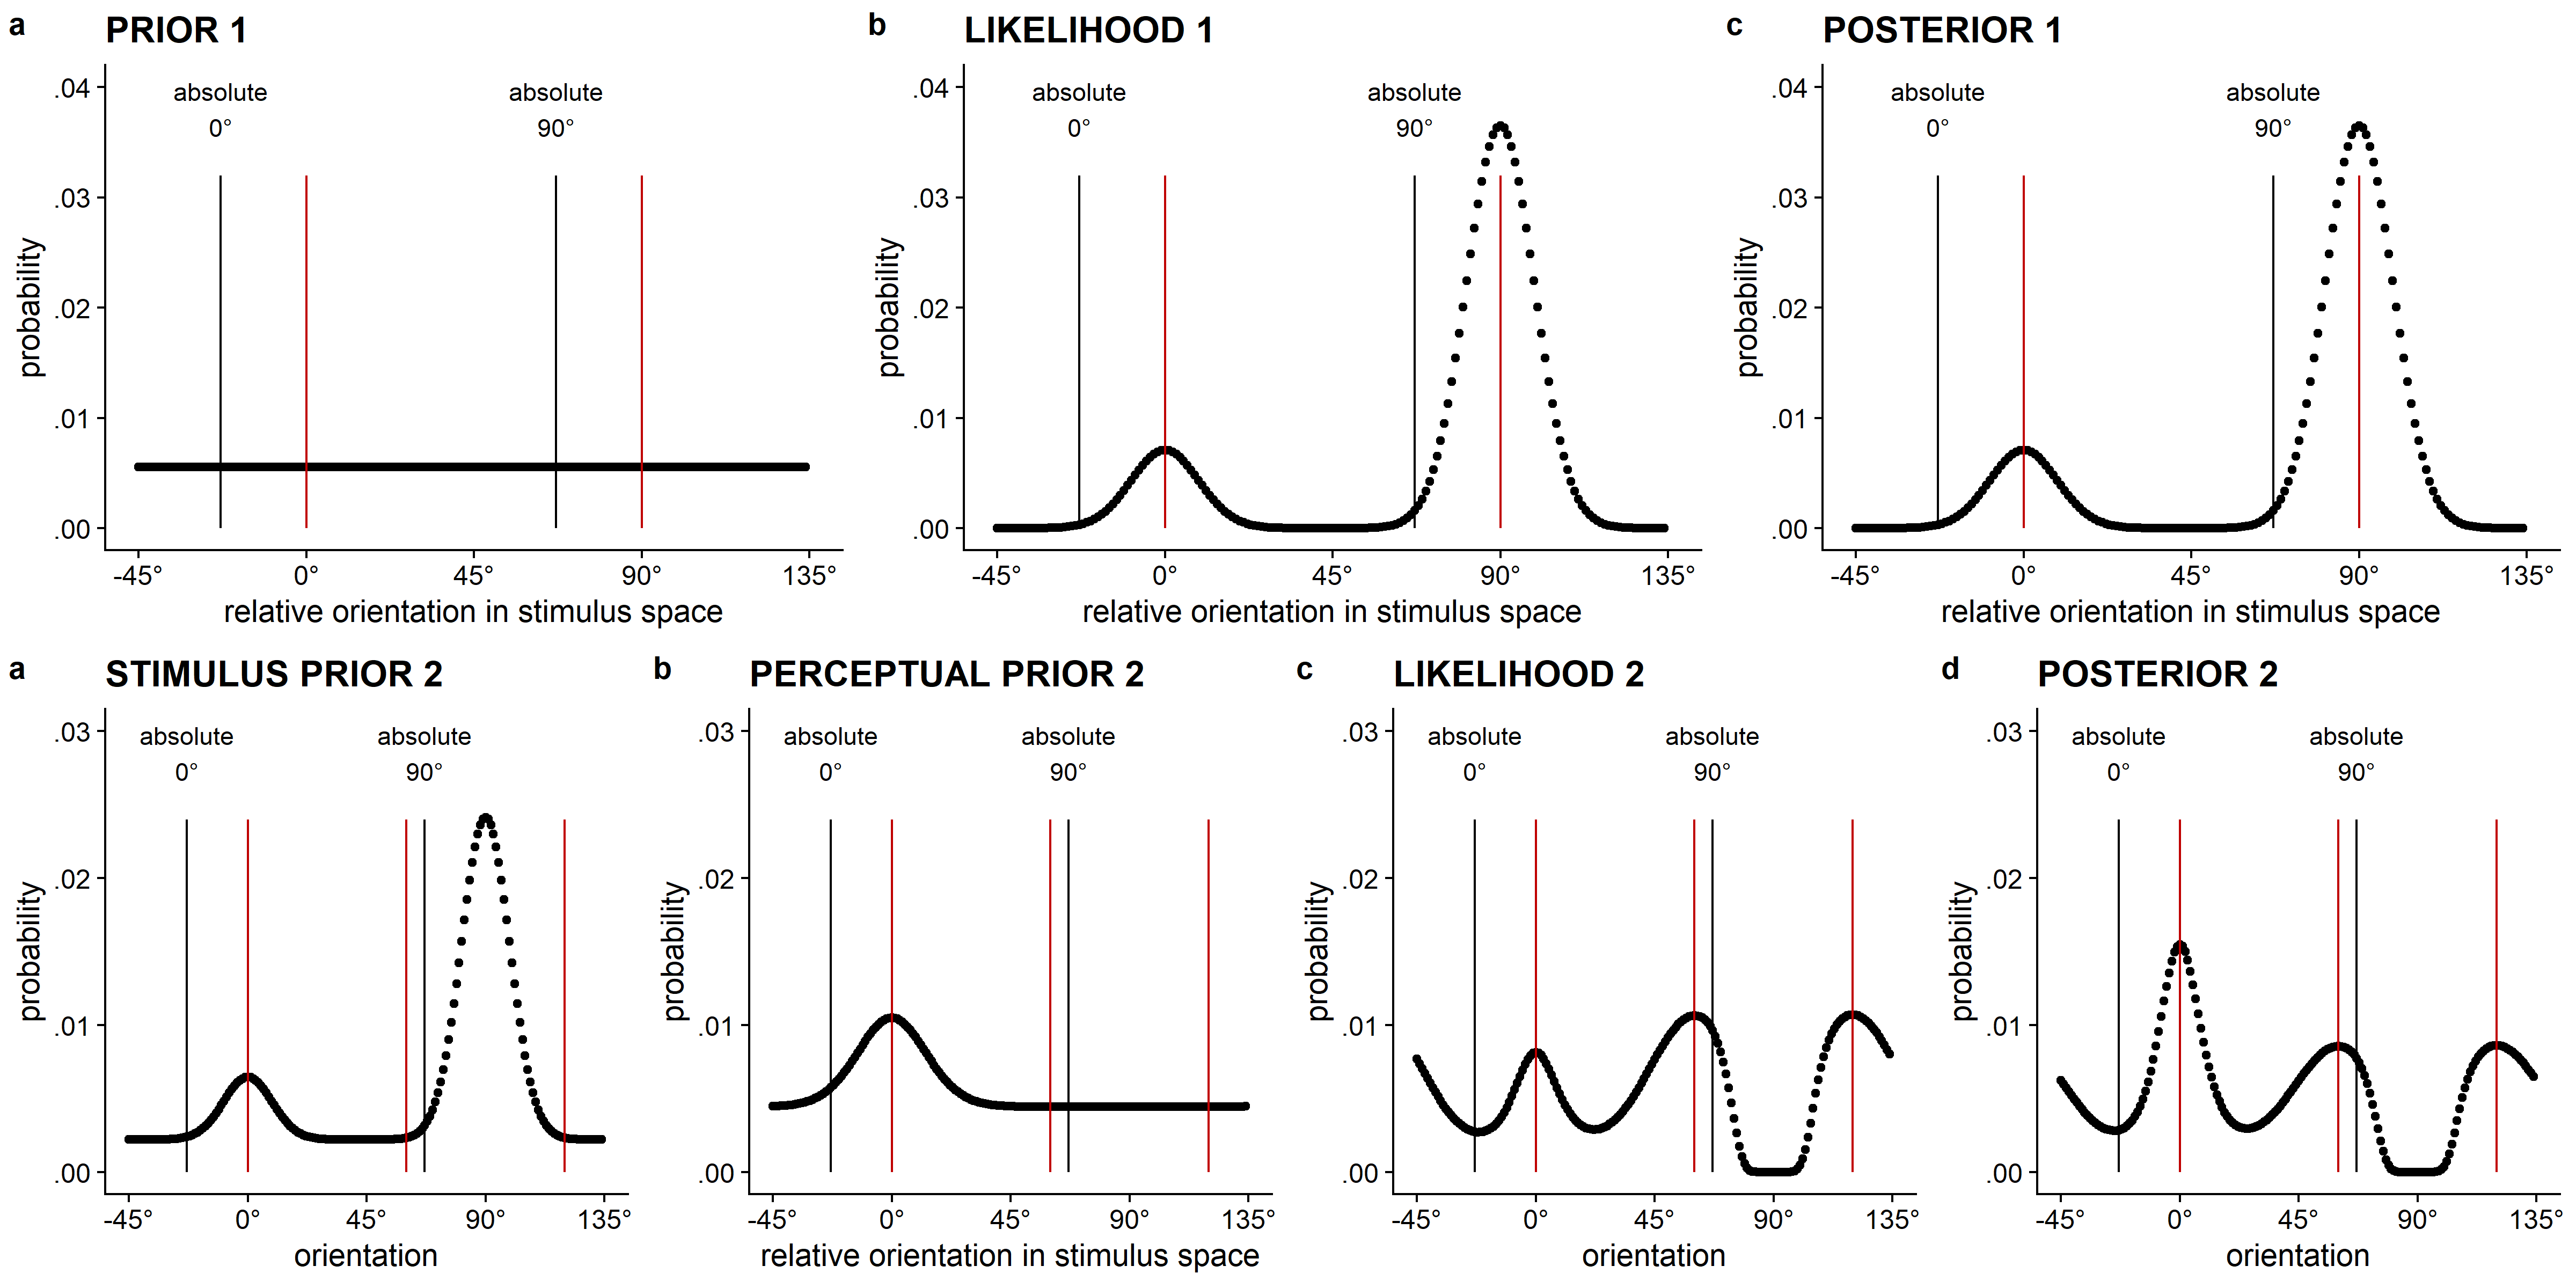 a PRIOR 1
absolute absolute
0° 90°
.04
.03
.02
.01
.00
probability
-45° 0° 45° 90° 135°
relative orientation in stimulus space
b LIKELIHOOD 1
absolute absolute
0° 90°
.04
.03
.02
.01
.00
probability
-45° 0° 45° 90° 135°
relative orientation in stimulus space
c POSTERIOR 1
absolute absolute
0° 90°
.04
.03
.02
.01
.00
probability
-45° 0° 45° 90° 135°
relative orientation in stimulus space
a STIMULUS PRIOR 2
absolute absolute
0° 90°
.03
.02
.01
.00
probability
-45° 0° 45° 90° 135°
orientation
b PERCEPTUAL PRIOR 2
absolute absolute
0° 90°
.03
.02
.01
.00
probability
-45° 0° 45° 90° 135°
relative orientation in stimulus space
c LIKELIHOOD 2
absolute absolute
0° 90°
.03
.02
.01
.00
probability
-45° 0° 45° 90° 135°
orientation
d POSTERIOR 2
absolute absolute
0° 90°
.03
.02
.01
.00
probability
-45° 0° 45° 90° 135°
orientation